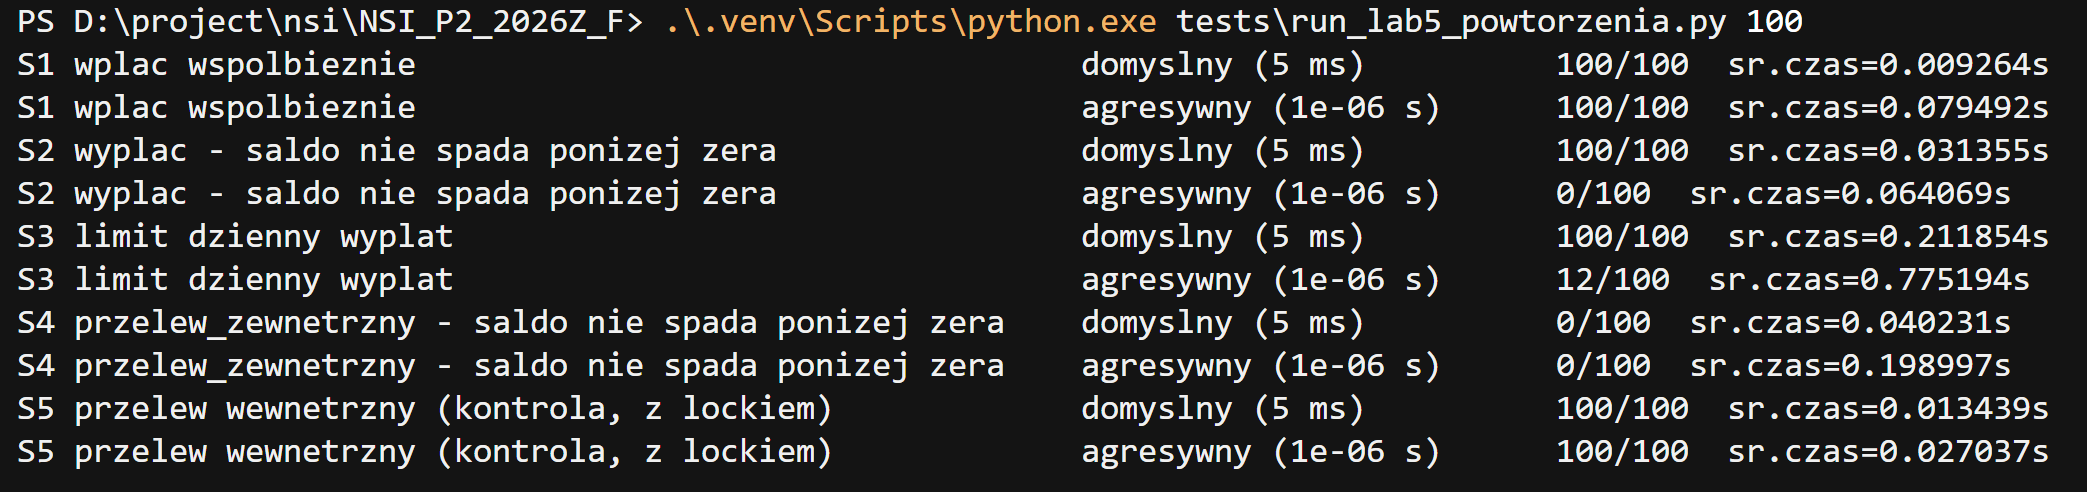 PS D:\project\nsi\NSI_P2_2026Z_F> .\.venv\Scripts\python.exe tests\run_lab5_powtorzenia.py 100
S1 wplac wspolbieznie domyslny (5 ms) 100/100 sr.czas=0.009264s
S1 wplac wspolbieznie agresywny (1e-06 s) 100/100 sr.czas=0.079492s
S2 wyplac - saldo nie spada ponizej zera domyslny (5 ms) 100/100 sr.czas=0.031355s
S2 wyplac - saldo nie spada ponizej zera agresywny (1e-06 s) 0/100 sr.czas=0.064069s
S3 limit dzienny wyplat domyslny (5 ms) 100/100 sr.czas=0.211854s
S3 limit dzienny wyplat agresywny (1e-06 s) 12/100 sr.czas=0.775194s
S4 przelew_zewnetrzny - saldo nie spada ponizej zera domyslny (5 ms) 0/100 sr.czas=0.040231s
S4 przelew_zewnetrzny - saldo nie spada ponizej zera agresywny (1e-06 s) 0/100 sr.czas=0.198997s
S5 przelew wewnetrzny (kontrola, z lockiem) domyslny (5 ms) 100/100 sr.czas=0.013439s
S5 przelew wewnetrzny (kontrola, z lockiem) agresywny (1e-06 s) 100/100 sr.czas=0.027037s